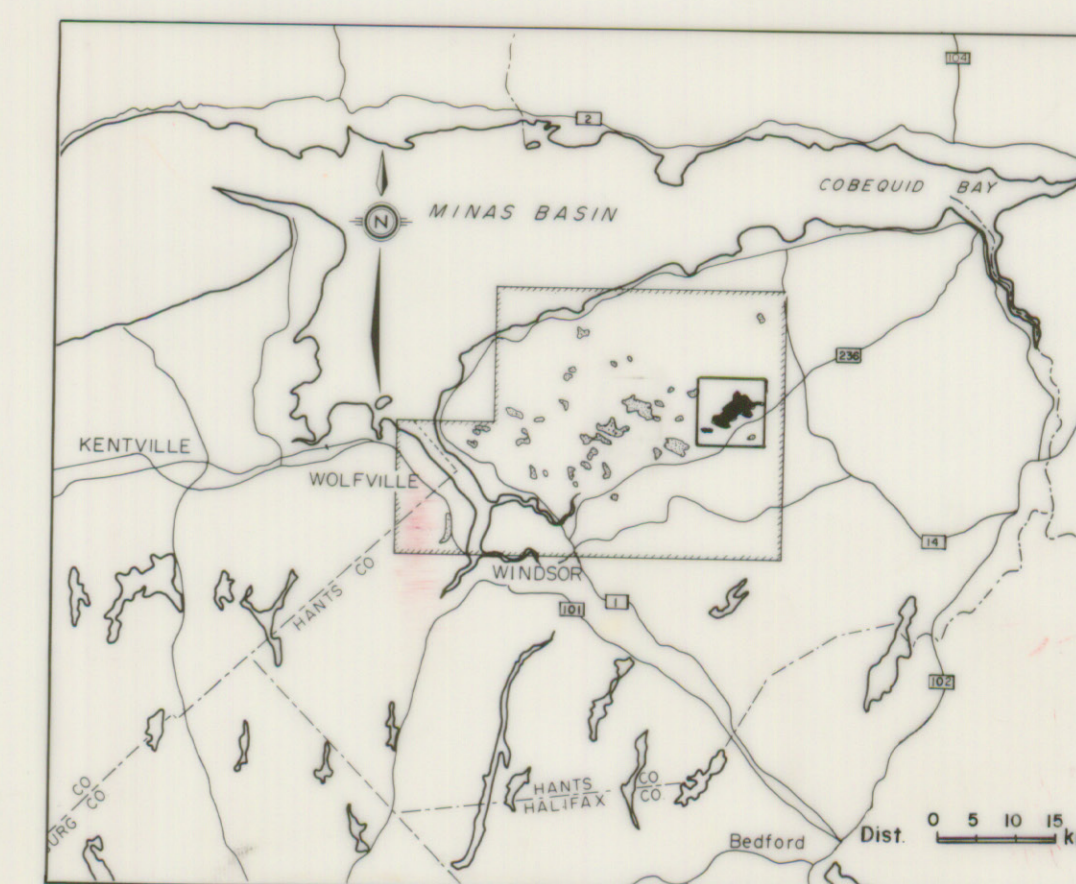 104
2
COBEQUID BAY
N
MINAS BASIN
236
KENTVILLE
WOLFVILLE
14
WINDSOR
HANTS CO
101
1
102
CO
CO
HANTS CO
HALIFAX CO.
URG
Bedford
Dist.
0 5 10 15
k